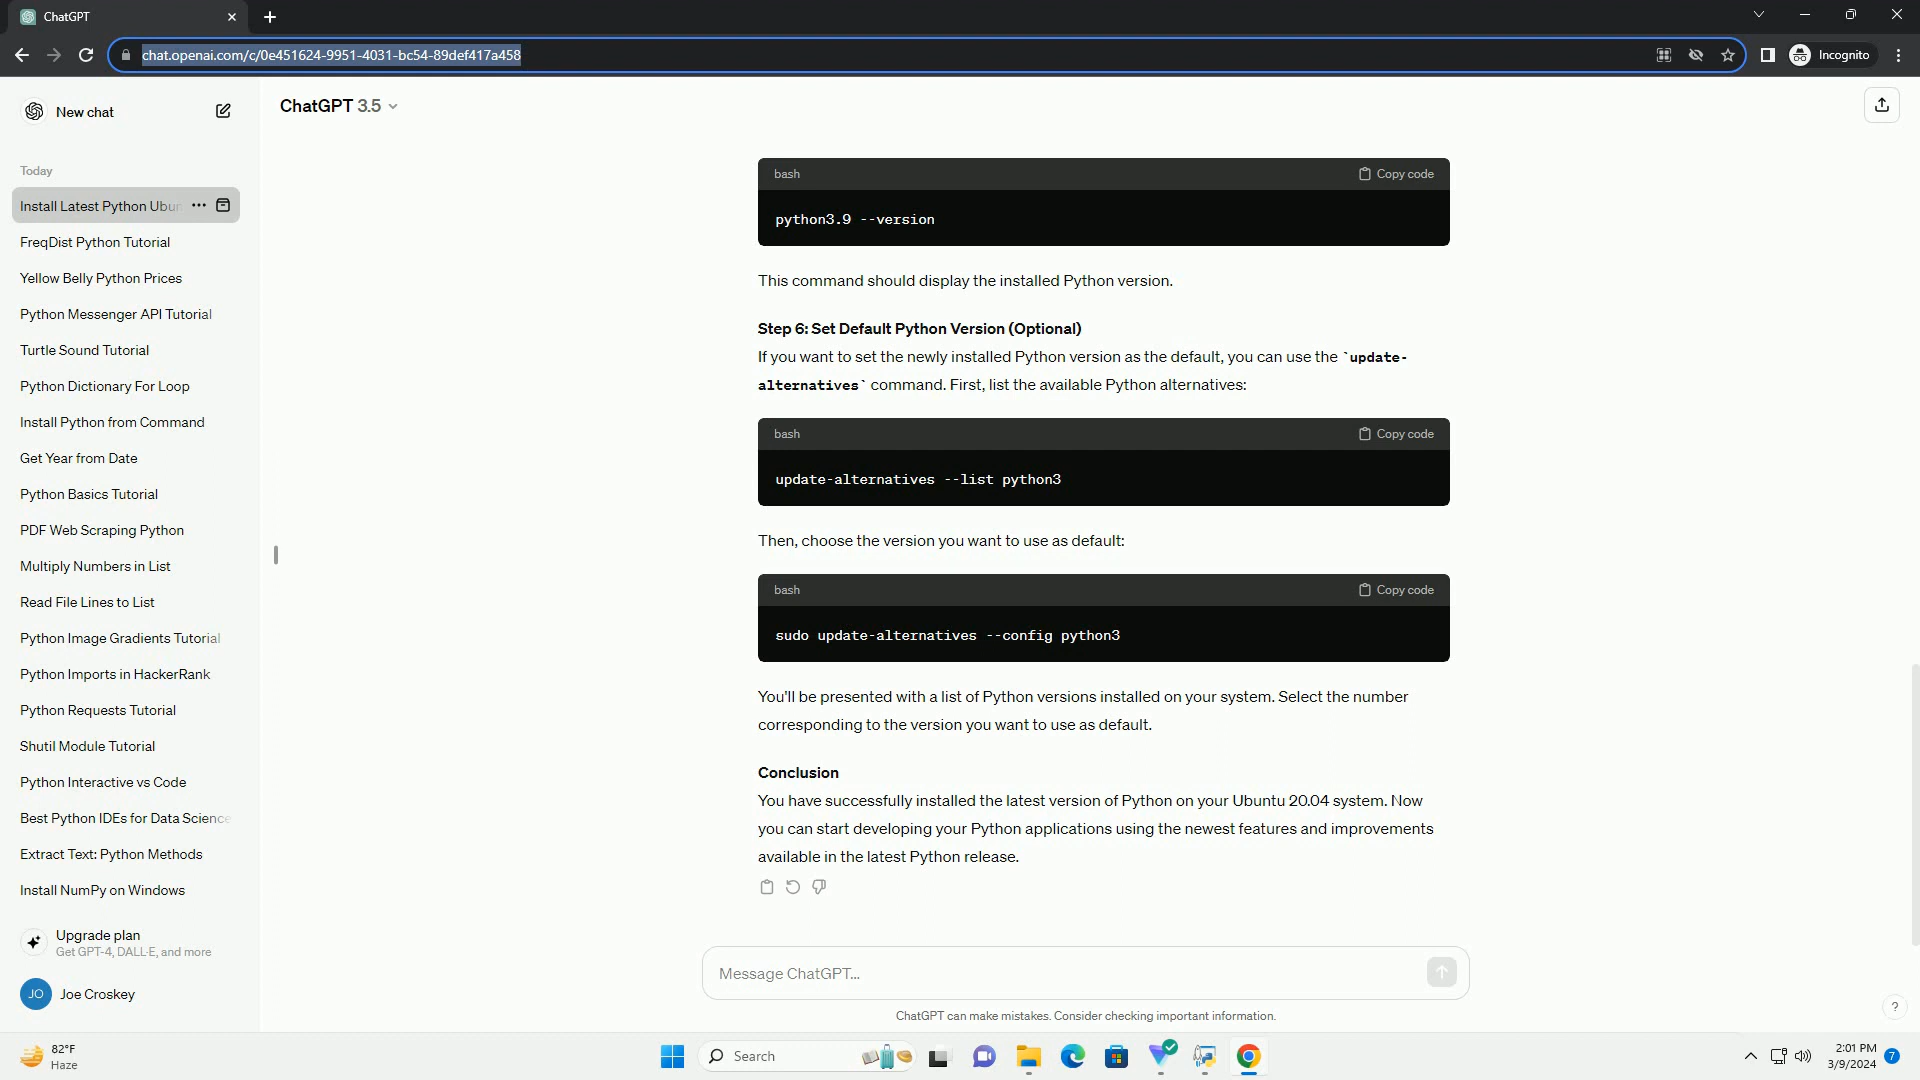 ChatGPT
chat.openai.com/c/0e451624-9951-4031-bc54-89def417a458
Incognito
New chat
ChatGPT 3.5
Today
Install Latest Python Ubun
FreqDist Python Tutorial
Yellow Belly Python Prices
Python Messenger API Tutorial
Turtle Sound Tutorial
Python Dictionary For Loop
Install Python from Command
Get Year from Date
Python Basics Tutorial
PDF Web Scraping Python
Multiply Numbers in List
Read File Lines to List
Python Image Gradients Tutorial
Python Imports in HackerRank
Python Requests Tutorial
Shutil Module Tutorial
Python Interactive vs Code
Best Python IDEs for Data Science
Extract Text: Python Methods
Install NumPy on Windows
Upgrade plan
Get GPT-4, DALL·E, and more
JO Joe Croskey
bash Copy code
python3.9 --version
This command should display the installed Python version.
Step 6: Set Default Python Version (Optional)
If you want to set the newly installed Python version as the default, you can use the `update-
alternatives` command. First, list the available Python alternatives:
bash Copy code
update-alternatives --list python3
Then, choose the version you want to use as default:
bash Copy code
sudo update-alternatives --config python3
You'll be presented with a list of Python versions installed on your system. Select the number
corresponding to the version you want to use as default.
Conclusion
You have successfully installed the latest version of Python on your Ubuntu 20.04 system. Now
you can start developing your Python applications using the newest features and improvements
available in the latest Python release.
Message ChatGPT...
ChatGPT can make mistakes. Consider checking important information.
?
82°F
Haze
Search
2:01 PM
3/9/2024
7